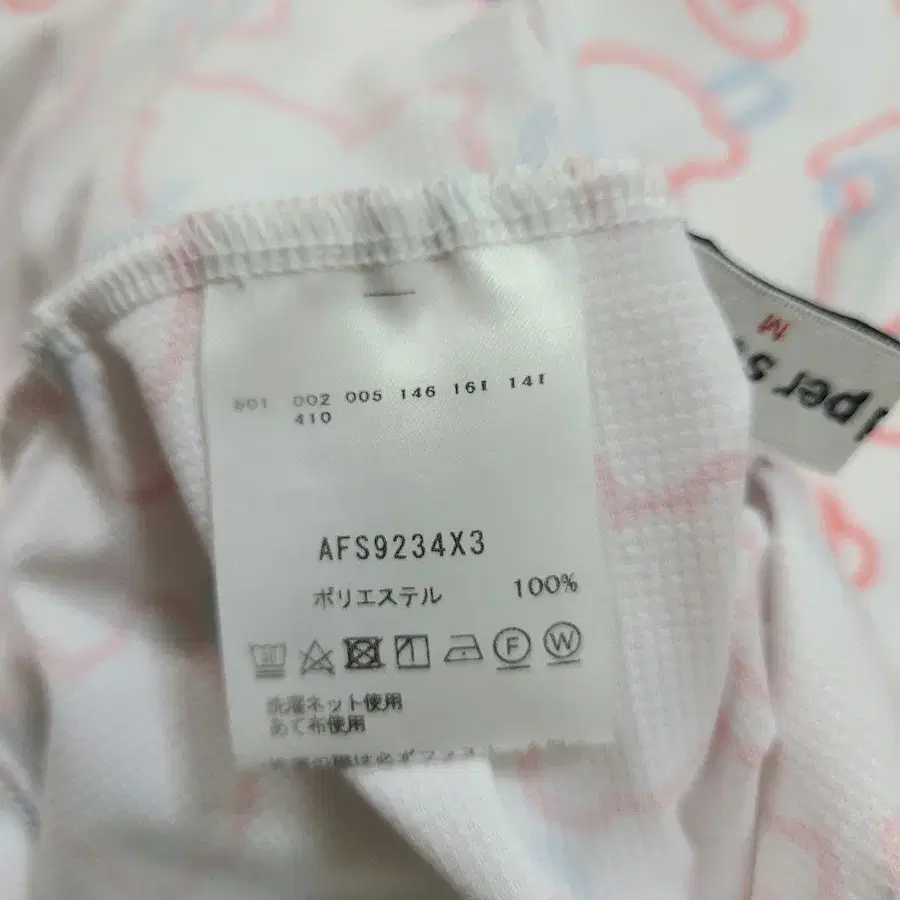 501 002 005 146 161 141
410
AFS9234X3
ポリエステル 100%
F W
洗濯ネット使用
あて布使用
per s
M